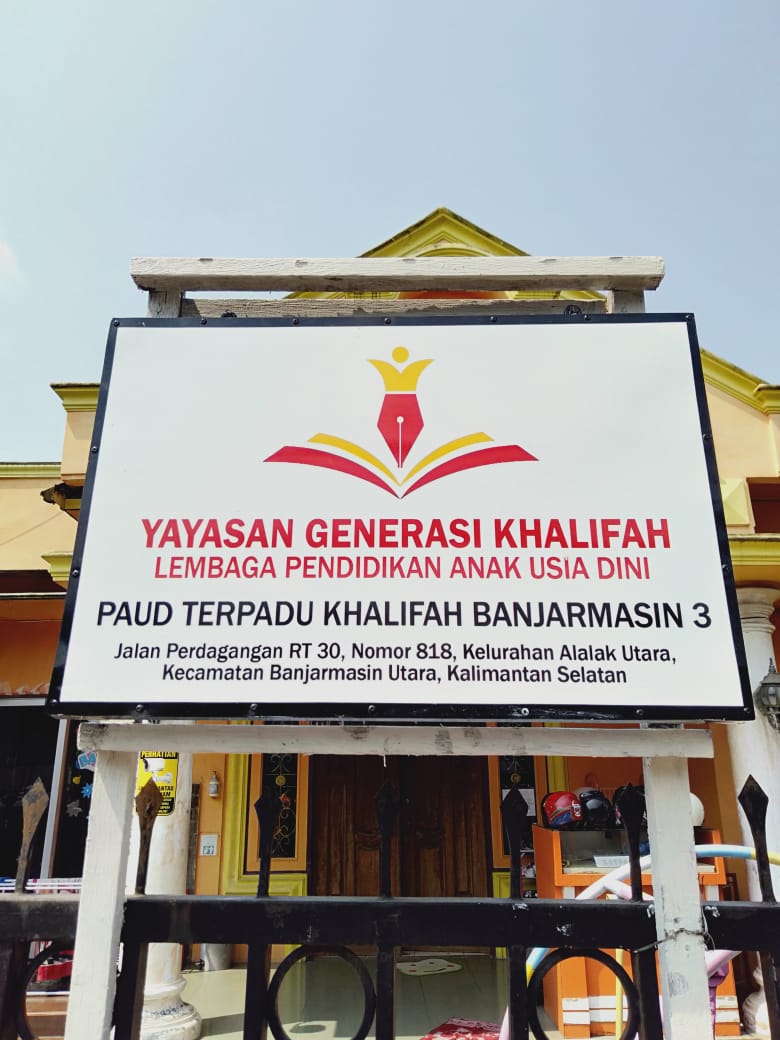 YAYASAN GENERASI KHALIFAH
LEMBAGA PENDIDIKAN ANAK USIA DINI
PAUD TERPADU KHALIFAH BANJARMASIN 3
Jalan Perdagangan RT 30, Nomor 818, Kelurahan Alalak Utara,
Kecamatan Banjarmasin Utara, Kalimantan Selatan
PERHATIAN